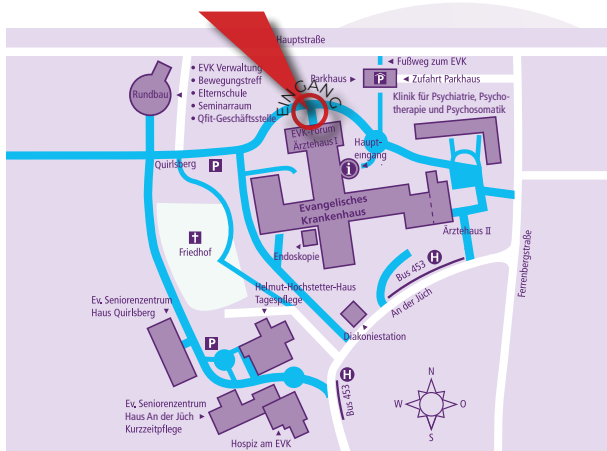 Hauptstraße
• EVK Verwaltung
• Bewegungstreff
• Elternschule
• Seminarraum
• Qfit-Geschäftsstelle
Rundbau
EINGANG
Parkhaus
P
Fußweg zum EVK
Zufahrt Parkhaus
Klinik für Psychiatrie, Psycho-
therapie und Psychosomatik
EVK-Forum
Ärztehaus I
Haupt-
eingang
i
Quirlsberg
P
Evangelisches
Krankenhaus
Friedhof
Endoskopie
Ärztehaus II
Ferrenbergstraße
Bus 453
H
An der Jüch
Helmut-Hochstetter-Haus
Tagespflege
Ev. Seniorenzentrum
Haus Quirlsberg
P
Diakoniestation
H
Bus 453
Ev. Seniorenzentrum
Haus An der Jüch
Kurzzeitpflege
Hospiz am EVK
N
W
O
S